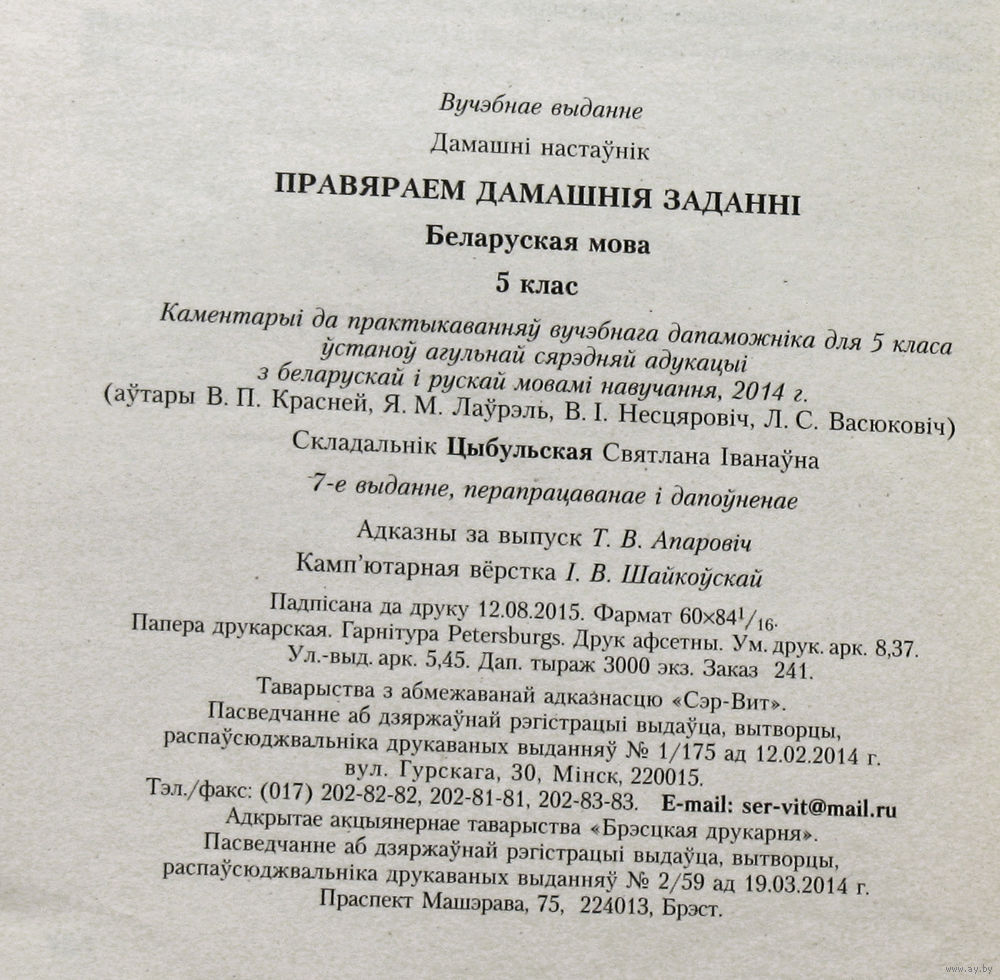 Вучэбнае выданне
Дамашні настаўнік
ПРАВЯРАЕМ ДАМАШНІЯ ЗАДАННІ
Беларуская мова
5 клас
Каментарыі да практыкаванняў вучэбнага дапаможніка для 5 класа
ўстаноў агульнай сярэдняй адукацыі
з беларускай і рускай мовамі навучання, 2014 г.
(аўтары В. П. Красней, Я. М. Лаўрэль, В. І. Несцяровіч, Л. С. Васюковіч)
Складальнік Цыбульская Святлана Іванаўна
7-е выданне, перапрацаванае і дапоўненае
Адказны за выпуск Т. В. Апаровіч
Камп'ютарная вёрстка І. В. Шайкоўскай
Падпісана да друку 12.08.2015. Фармат 60×84¹/₁₆.
Папера друкарская. Гарнітура Petersburgs. Друк афсетны. Ум. друк. арк. 8,37.
Ул.-выд. арк. 5,45. Дап. тыраж 3000 экз. Заказ 241.
Таварыства з абмежаванай адказнасцю «Сэр-Вит».
Пасведчанне аб дзяржаўнай рэгістрацыі выдаўца, вытворцы,
распаўсюджвальніка друкаваных выданняў № 1/175 ад 12.02.2014 г.
вул. Гурскага, 30, Мінск, 220015.
Тэл./факс: (017) 202-82-82, 202-81-81, 202-83-83. E-mail: ser-vit@mail.ru
Адкрытае акцыянернае таварыства «Брэсцкая друкарня».
Пасведчанне аб дзяржаўнай рэгістрацыі выдаўца, вытворцы,
распаўсюджвальніка друкаваных выданняў № 2/59 ад 19.03.2014 г.
Праспект Машэрава, 75, 224013, Брэст.
www.ay.by